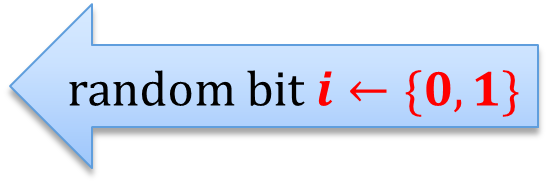 random bit i ← {0, 1}